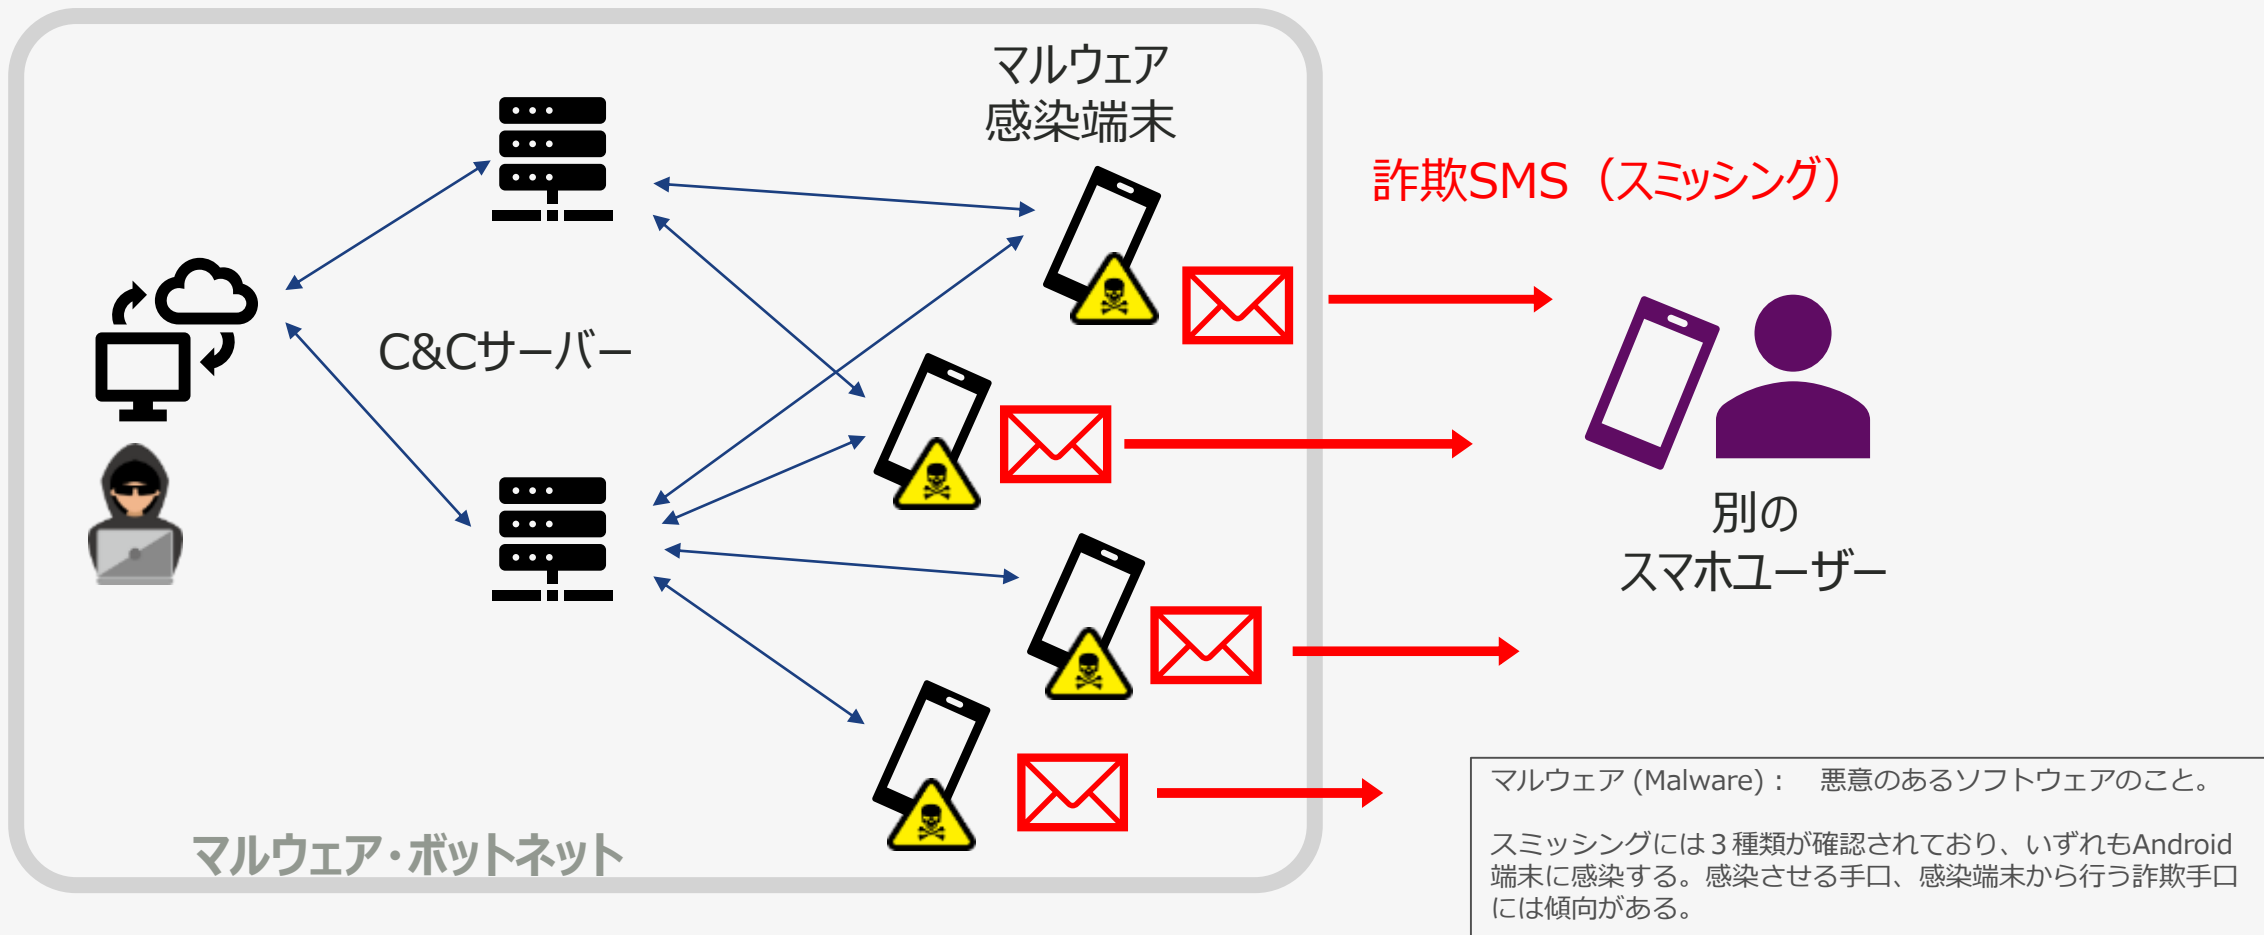 マルウェア
感染端末
詐欺SMS（スミッシング）
C&Cサーバー
別の
スマホユーザー
マルウェア・ボットネット
マルウェア (Malware)： 悪意のあるソフトウェアのこと。
スミッシングには３種類が確認されており、いずれもAndroid
端末に感染する。感染させる手口、感染端末から行う詐欺手口
には傾向がある。